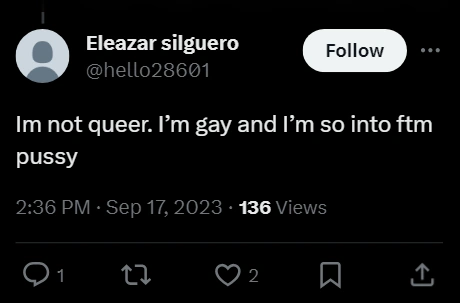 Eleazar silguero
@hello28601
Follow
Im not queer. I’m gay and I’m so into ftm
pussy
2:36 PM · Sep 17, 2023 · 136 Views
1
2